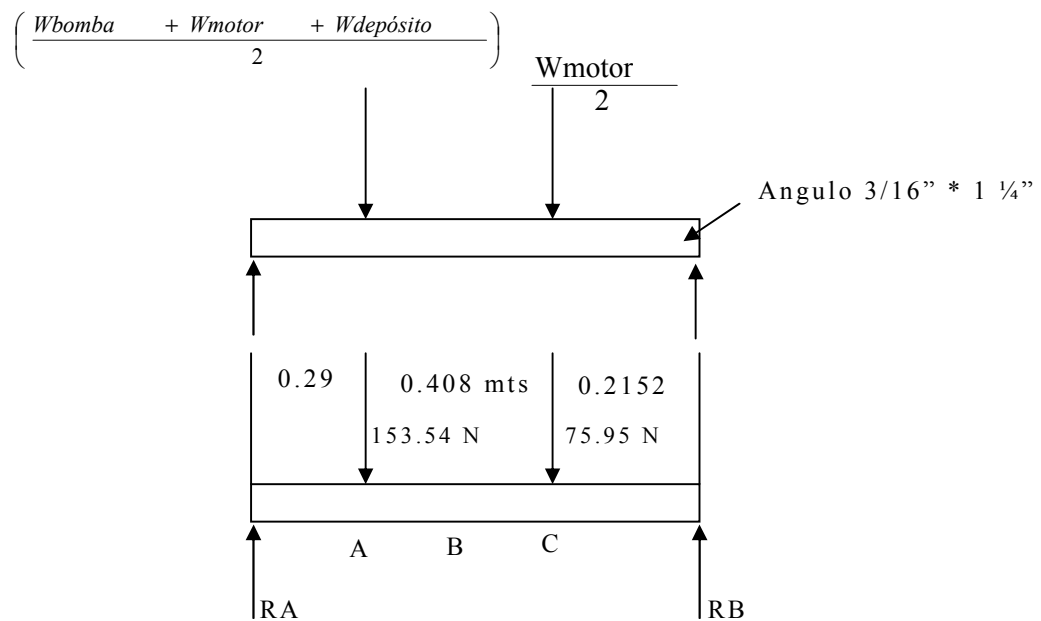 ( Wbomba + Wmotor + Wdepósito )
2
Wmotor
2
Angulo 3/16” * 1 ¼”
0.29 0.408 mts 0.2152
153.54 N 75.95 N
A B C
RA RB